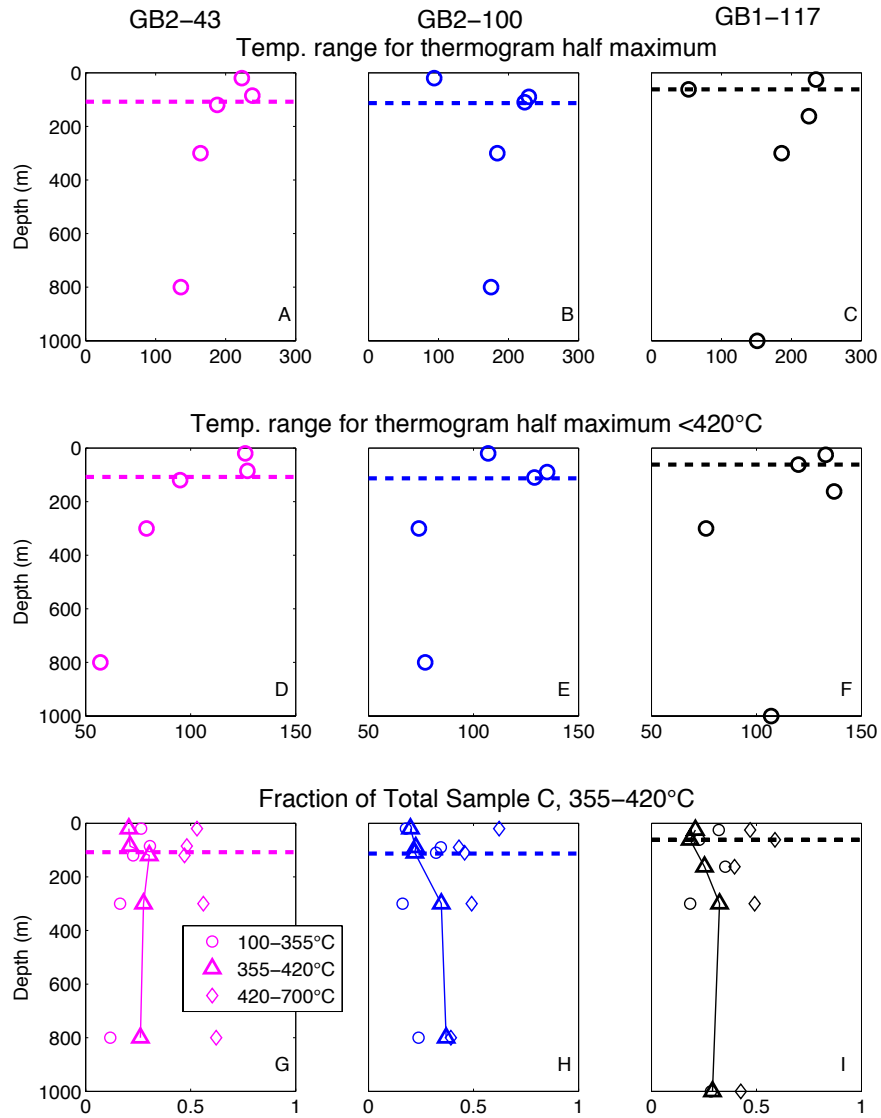 GB2−43 GB2−100 GB1−117
Temp. range for thermogram half maximum
0
200
400
600
800
1000
Depth (m)
A
0 100 200 300
B
0 100 200 300
C
0 100 200 300
Temp. range for thermogram half maximum <420°C
0
200
400
600
800
1000
Depth (m)
D
50 100 150
E
50 100 150
F
50 100 150
Fraction of Total Sample C, 355−420°C
0
200
400
600
800
1000
Depth (m)
100−355°C
355−420°C
420−700°C
G
0 0.5 1
H
0 0.5 1
I
0 0.5 1